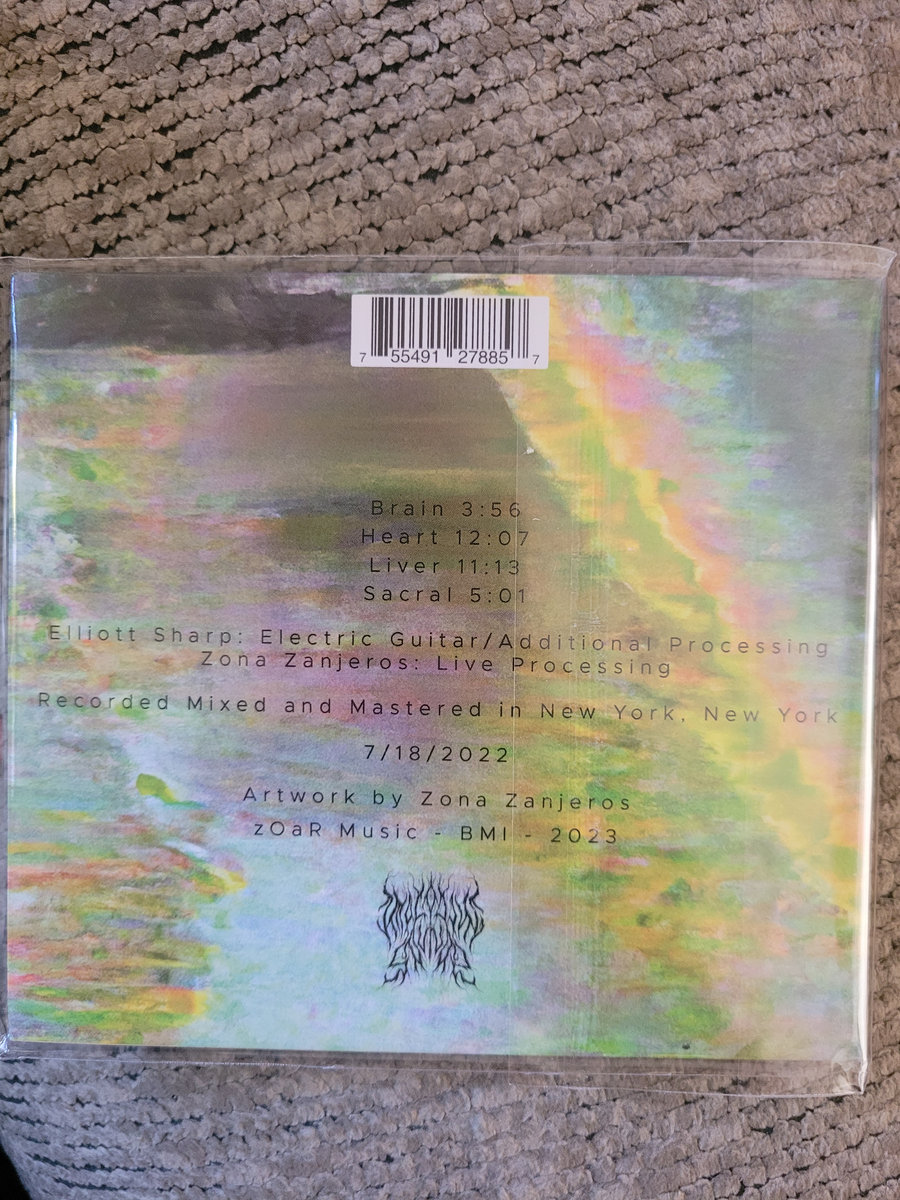 7 55491 27885 7
Brain 3:56
Heart 12:07
Liver 11:13
Sacral 5:01
Elliott Sharp: Electric Guitar/Additional Processing
Zona Zanjeros: Live Processing
Recorded Mixed and Mastered in New York, New York
7/18/2022
Artwork by Zona Zanjeros
zOaR Music - BMI - 2023